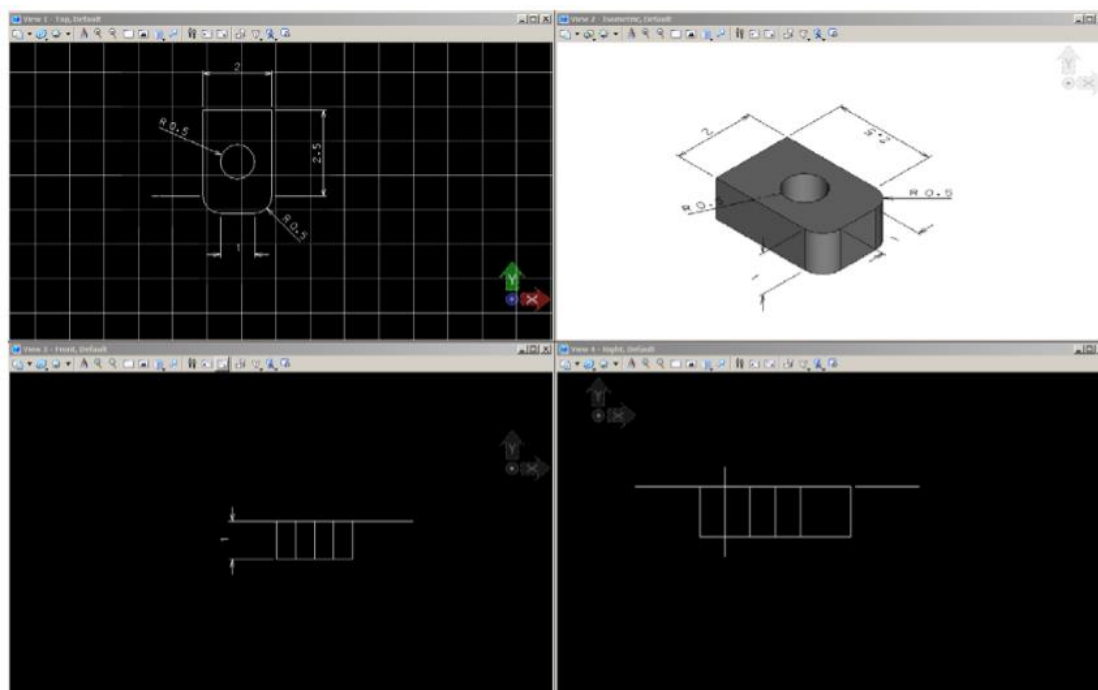 View 1 - Top, Default
2
R 0.5
2.5
R 0.5
1
Y
X
View 2 - Isometric, Default
Y
X
2
2.5
R 0.5
R 0.5
1
1
View 3 - Front, Default
Y
X
1
View 4 - Right, Default
Y
X